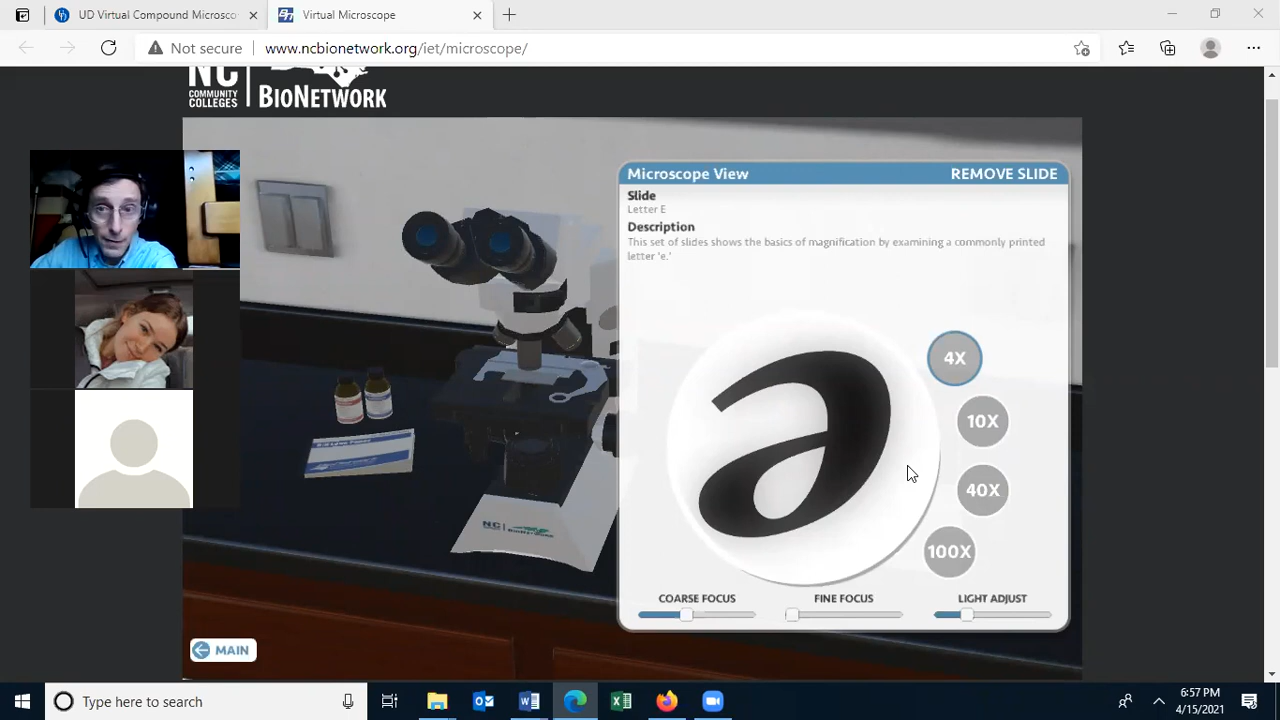 UD Virtual Compound Microsco
Virtual Microscope
Not secure
www.ncbionetwork.org/iet/microscope/
NC
COMMUNITY
COLLEGES
BIONETWORK
Microscope View
REMOVE SLIDE
Slide
Letter E
Description
This set of slides shows the basics of magnification by examining a commonly printed
letter 'e.'
4X
10X
40X
100X
COARSE FOCUS
FINE FOCUS
LIGHT ADJUST
MAIN
NC
Type here to search
6:57 PM
4/15/2021